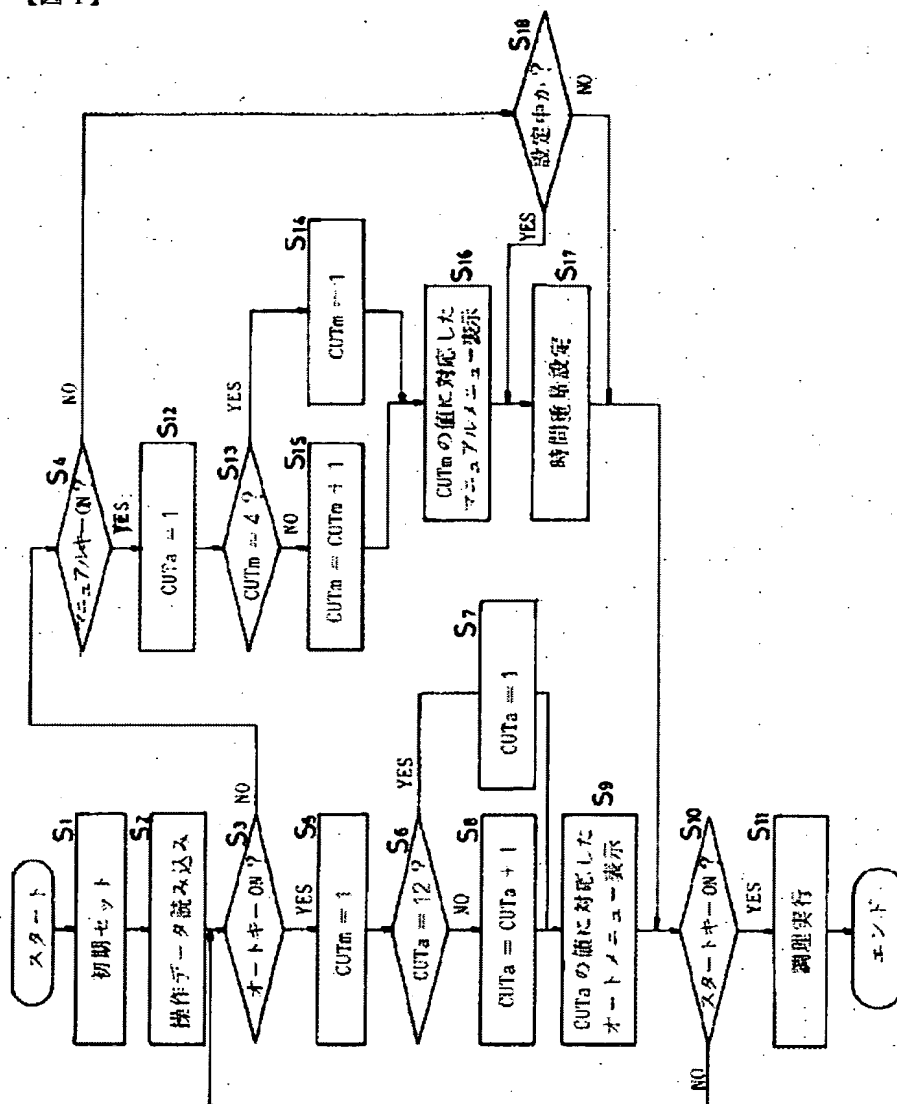 スタート
初期セット
S1
操作データ読み込み
S2
オートキーON?
S3
NO
YES
CUTm = 1
S5
CUTa = 12 ?
S6
YES
NO
CUTa = 1
S7
CUTa = CUTa + 1
S8
CUTaの値に対応した
オートメニュー表示
S9
スタートキーON?
S10
NO
YES
調理実行
S11
エンド
マニュアルキーON?
S4
NO
YES
CUTa = 1
S12
CUTm = 4 ?
S13
YES
NO
CUTm = 1
S14
CUTm = CUTm + 1
S15
CUTmの値に対応した
マニュアルメニュー表示
S16
時間重量設定
S17
設定中か?
S18
YES
NO